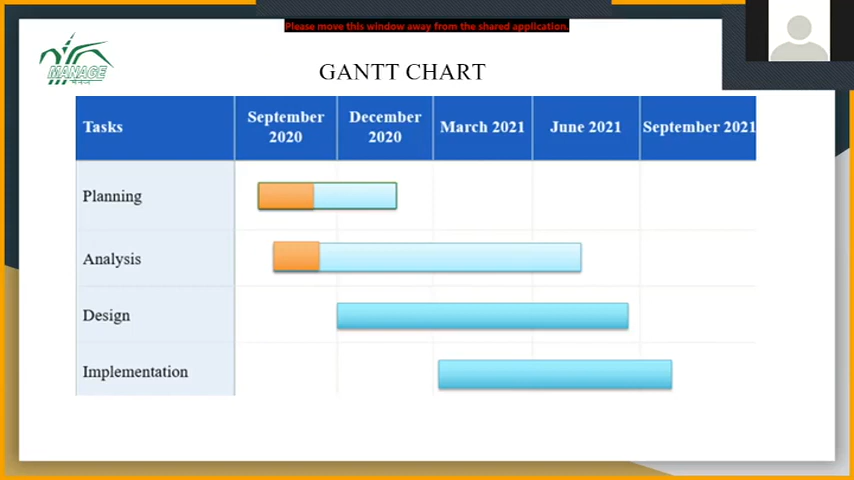 Please move this window away from the shared application.
MANAGE
GANTT CHART
Tasks
September 2020
December 2020
March 2021
June 2021
September 2021
Planning
Analysis
Design
Implementation